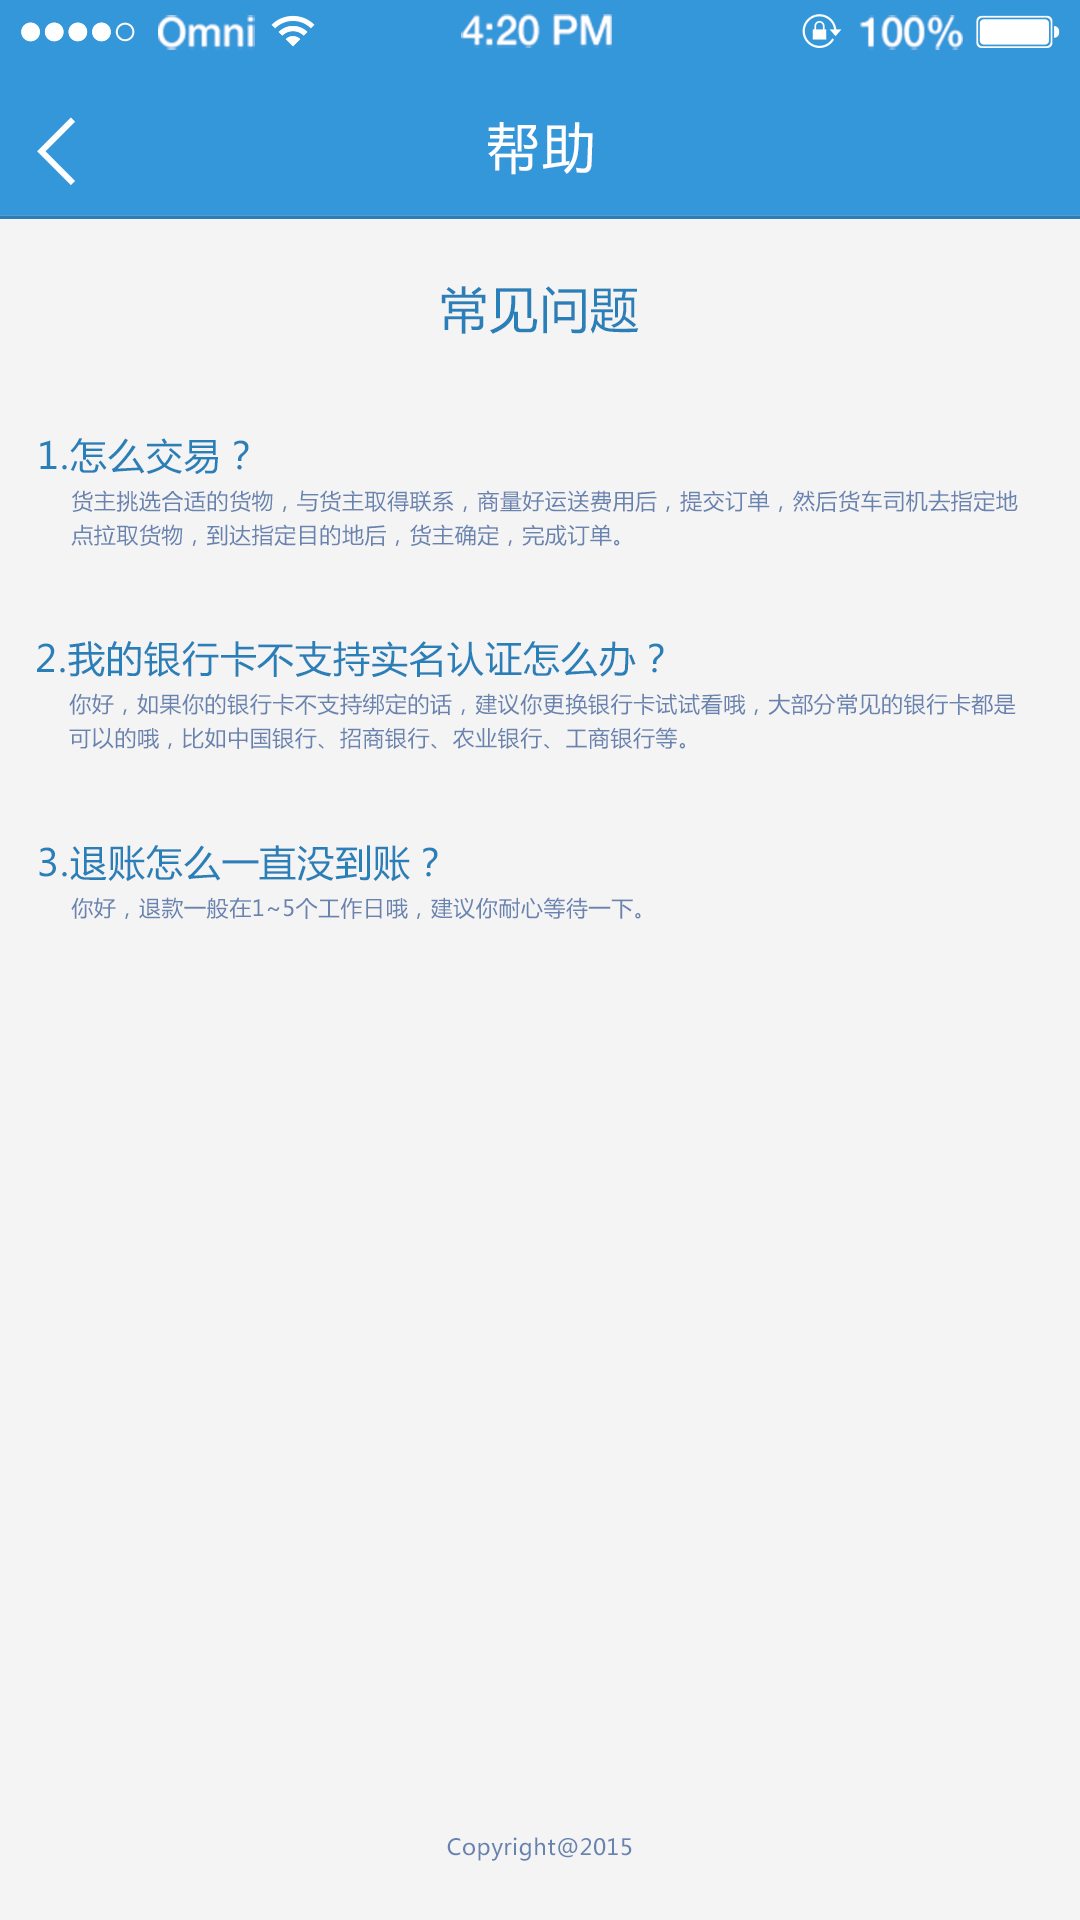 Omni 4:20 PM 100%
帮助
常见问题
1.怎么交易？
货主挑选合适的货物，与货主取得联系，商量好运送费用后，提交订单，然后货车司机去指定地
点拉取货物，到达指定目的地后，货主确定，完成订单。
2.我的银行卡不支持实名认证怎么办？
你好，如果你的银行卡不支持绑定的话，建议你更换银行卡试试看哦，大部分常见的银行卡都是
可以的哦，比如中国银行、招商银行、农业银行、工商银行等。
3.退账怎么一直没到账？
你好，退款一般在1~5个工作日哦，建议你耐心等待一下。
Copyright@2015